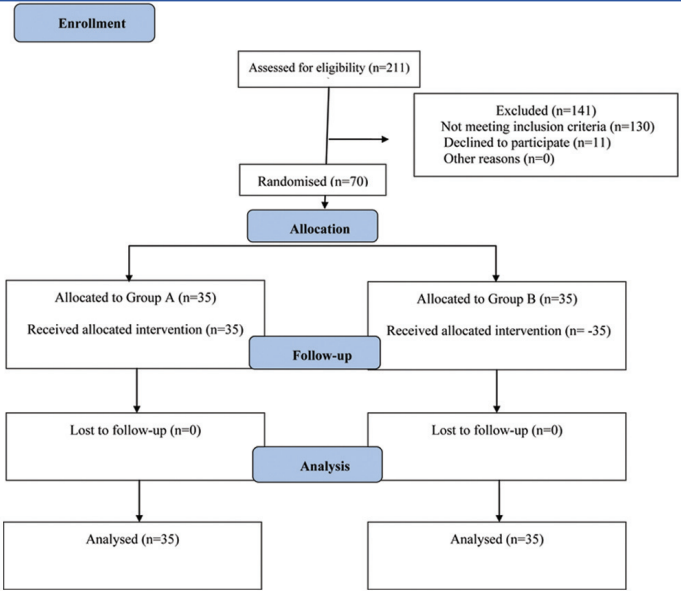 Enrollment
Assessed for eligibility (n=211)
Excluded (n=141)
Not meeting inclusion criteria (n=130)
Declined to participate (n=11)
Other reasons (n=0)
Randomised (n=70)
Allocation
Allocated to Group A (n=35)
Received allocated intervention (n=35)
Allocated to Group B (n=35)
Received allocated intervention (n= -35)
Follow-up
Lost to follow-up (n=0)
Lost to follow-up (n=0)
Analysis
Analysed (n=35)
Analysed (n=35)